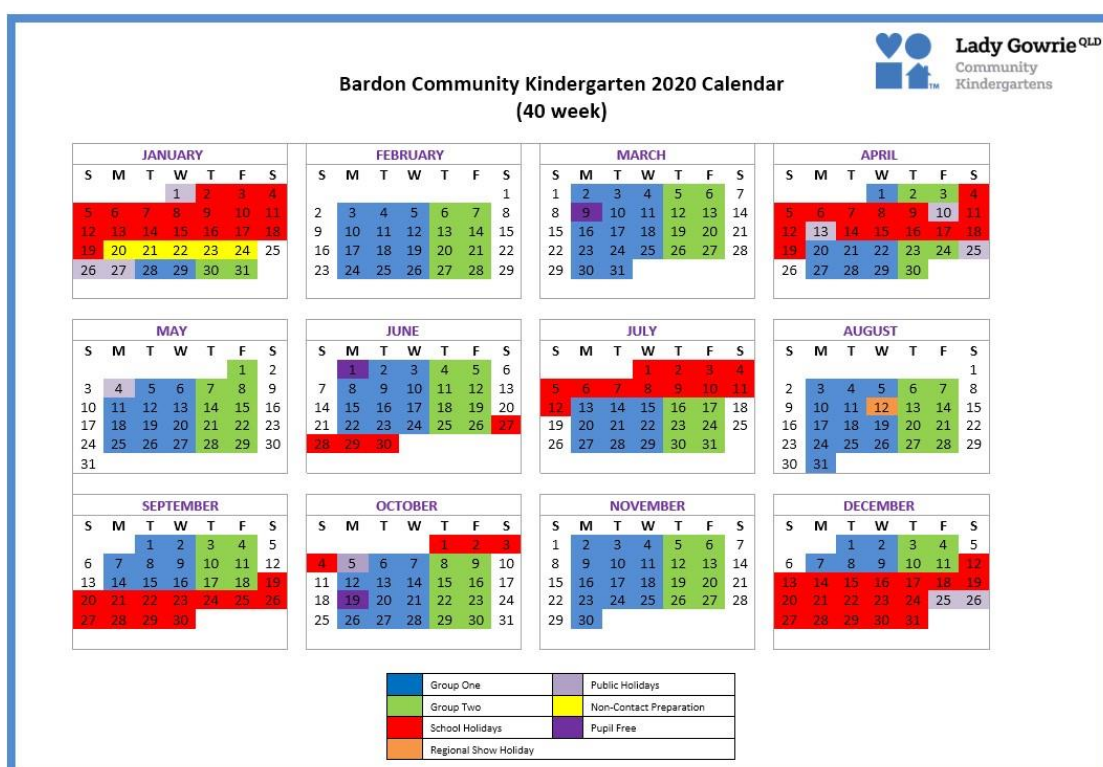 Lady Gowrie QLD
Community
Kindergartens
TM
Bardon Community Kindergarten 2020 Calendar
(40 week)
JANUARY
S M T W T F S
1 2 3 4
5 6 7 8 9 10 11
12 13 14 15 16 17 18
19 20 21 22 23 24 25
26 27 28 29 30 31
FEBRUARY
S M T W T F S
1
2 3 4 5 6 7 8
9 10 11 12 13 14 15
16 17 18 19 20 21 22
23 24 25 26 27 28 29
MARCH
S M T W T F S
1 2 3 4 5 6 7
8 9 10 11 12 13 14
15 16 17 18 19 20 21
22 23 24 25 26 27 28
29 30 31
APRIL
S M T W T F S
1 2 3 4
5 6 7 8 9 10 11
12 13 14 15 16 17 18
19 20 21 22 23 24 25
26 27 28 29 30
MAY
S M T W T F S
1 2
3 4 5 6 7 8 9
10 11 12 13 14 15 16
17 18 19 20 21 22 23
24 25 26 27 28 29 30
31
JUNE
S M T W T F S
1 2 3 4 5 6
7 8 9 10 11 12 13
14 15 16 17 18 19 20
21 22 23 24 25 26 27
28 29 30
JULY
S M T W T F S
1 2 3 4
5 6 7 8 9 10 11
12 13 14 15 16 17 18
19 20 21 22 23 24 25
26 27 28 29 30 31
AUGUST
S M T W T F S
1
2 3 4 5 6 7 8
9 10 11 12 13 14 15
16 17 18 19 20 21 22
23 24 25 26 27 28 29
30 31
SEPTEMBER
S M T W T F S
1 2 3 4 5
6 7 8 9 10 11 12
13 14 15 16 17 18 19
20 21 22 23 24 25 26
27 28 29 30
OCTOBER
S M T W T F S
1 2 3
4 5 6 7 8 9 10
11 12 13 14 15 16 17
18 19 20 21 22 23 24
25 26 27 28 29 30 31
NOVEMBER
S M T W T F S
1 2 3 4 5 6 7
8 9 10 11 12 13 14
15 16 17 18 19 20 21
22 23 24 25 26 27 28
29 30
DECEMBER
S M T W T F S
1 2 3 4 5
6 7 8 9 10 11 12
13 14 15 16 17 18 19
20 21 22 23 24 25 26
27 28 29 30 31
Group One
Public Holidays
Group Two
Non-Contact Preparation
School Holidays
Pupil Free
Regional Show Holiday